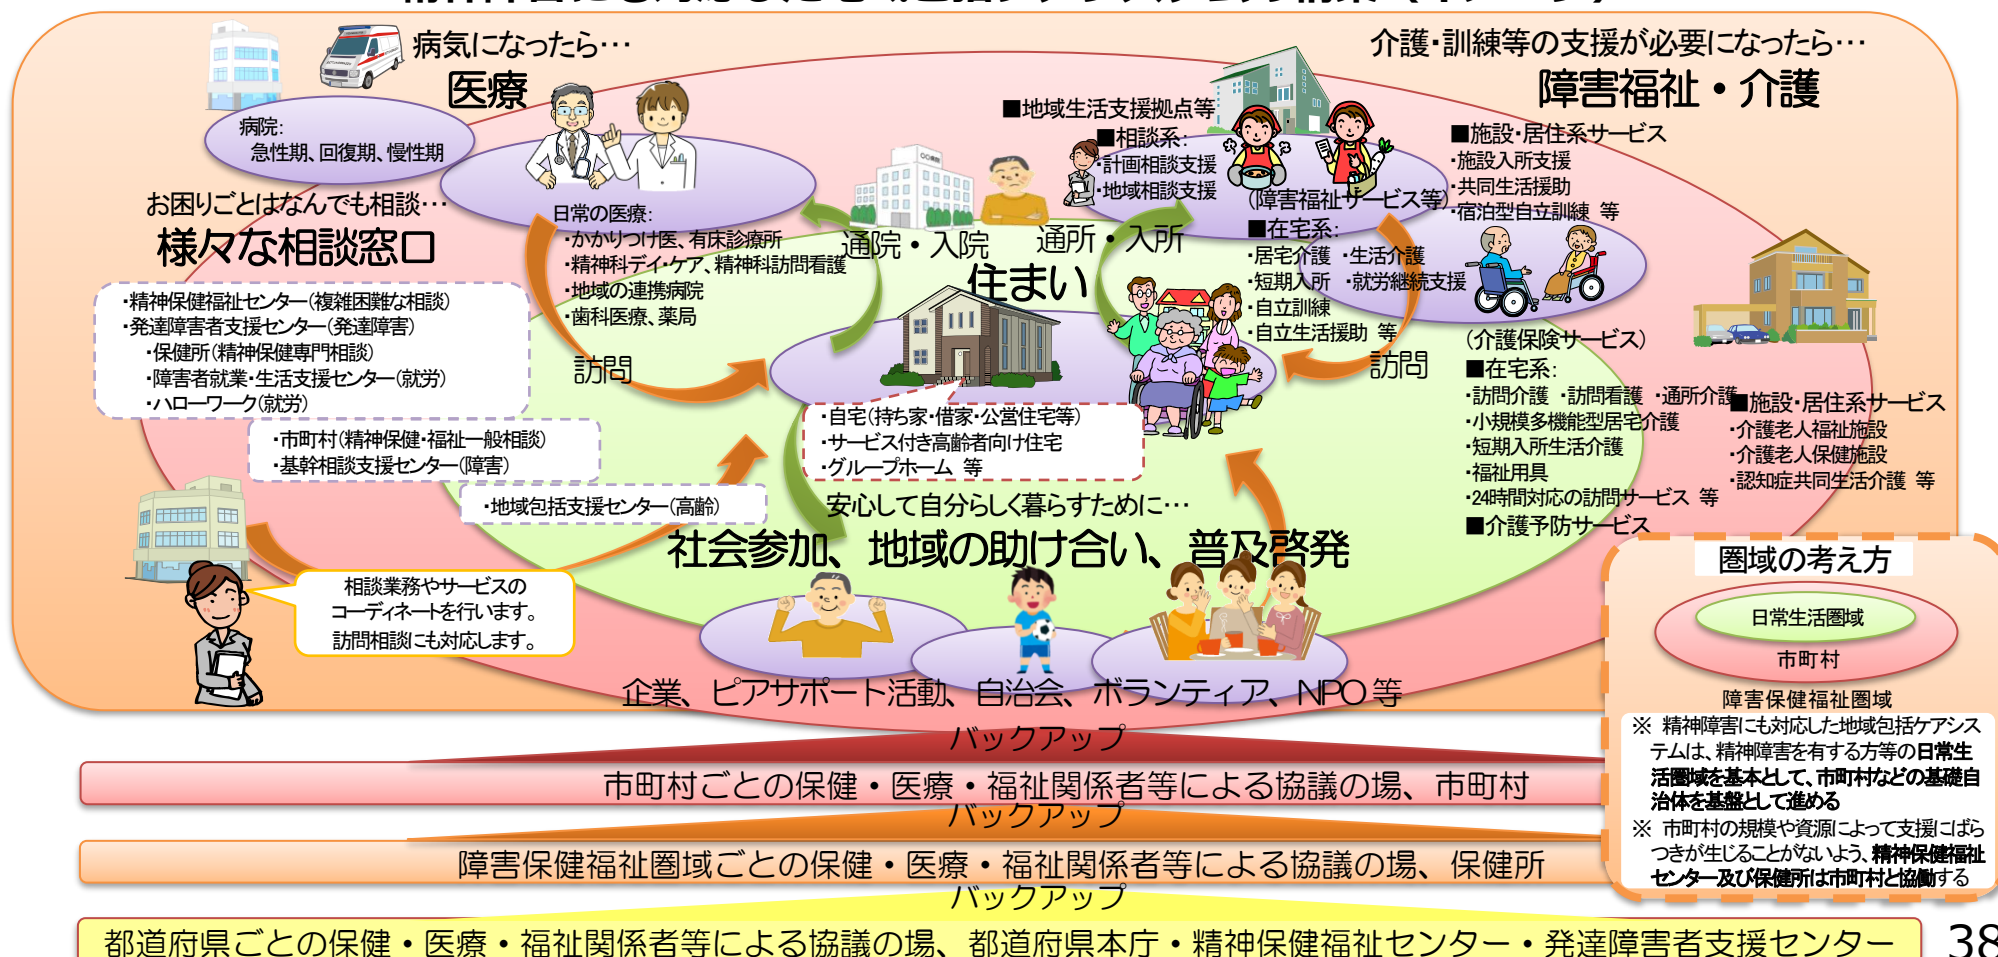 病気になったら…
医療
病院：
急性期、回復期、慢性期
日常の医療：
・かかりつけ医、有床診療所
・精神科デイ・ケア、精神科訪問看護
・地域の連携病院
・歯科医療、薬局
お困りごとはなんでも相談…
様々な相談窓口
・精神保健福祉センター（複雑困難な相談）
・発達障害者支援センター（発達障害）
・保健所（精神保健専門相談）
・障害者就業・生活支援センター（就労）
・ハローワーク（就労）
・市町村（精神保健・福祉一般相談）
・基幹相談支援センター（障害）
・地域包括支援センター（高齢）
相談業務やサービスの
コーディネートを行います。
訪問相談にも対応します。
訪問
通院・入院
通所・入所
住まい
・自宅（持ち家・借家・公営住宅等）
・サービス付き高齢者向け住宅
・グループホーム 等
介護・訓練等の支援が必要になったら…
障害福祉・介護
■地域生活支援拠点等
■相談系：
・計画相談支援
・地域相談支援
（障害福祉サービス等）
■在宅系：
・居宅介護 ・生活介護
・短期入所 ・就労継続支援
・自立訓練
・自立生活援助 等
■施設・居住系サービス
・施設入所支援
・共同生活援助
・宿泊型自立訓練 等
訪問
（介護保険サービス）
■在宅系：
・訪問介護 ・訪問看護 ・通所介護
・小規模多機能型居宅介護
・短期入所生活介護
・福祉用具
・24時間対応の訪問サービス 等
■介護予防サービス
■施設・居住系サービス
・介護老人福祉施設
・介護老人保健施設
・認知症共同生活介護 等
安心して自分らしく暮らすために…
社会参加、地域の助け合い、普及啓発
企業、ピアサポート活動、自治会、ボランティア、NPO等
圏域の考え方
日常生活圏域
市町村
障害保健福祉圏域
※ 精神障害にも対応した地域包括ケアシス
テムは、精神障害を有する方等の日常生
活圏域を基本として、市町村などの基礎自
治体を基盤として進める
※ 市町村の規模や資源によって支援にばら
つきが生じることがないよう、精神保健福祉
センター及び保健所は市町村と協働する
バックアップ
市町村ごとの保健・医療・福祉関係者等による協議の場、市町村
バックアップ
障害保健福祉圏域ごとの保健・医療・福祉関係者等による協議の場、保健所
バックアップ
都道府県ごとの保健・医療・福祉関係者等による協議の場、都道府県本庁・精神保健福祉センター・発達障害者支援センター
38